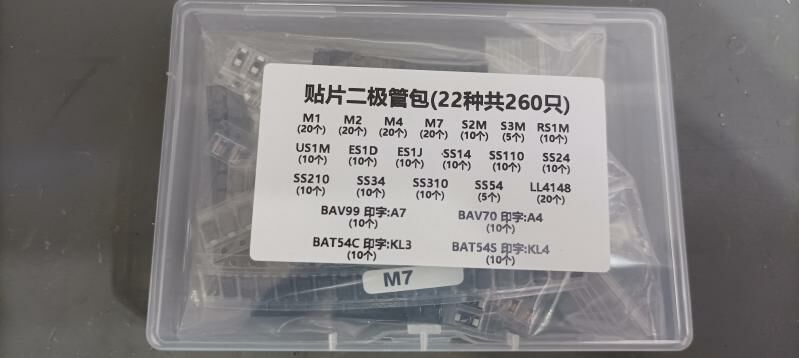 贴片二极管包(22种共260只)
M1 M2 M4 M7 S2M S3M RS1M
(20个) (20个) (20个) (20个) (10个) (5个) (10个)
US1M ES1D ES1J SS14 SS110 SS24
(10个) (10个) (10个) (10个) (10个) (10个)
SS210 SS34 SS310 SS54 LL4148
(10个) (10个) (10个) (5个) (20个)
BAV99 印字:A7 BAV70 印字:A4
(10个) (10个)
BAT54C 印字:KL3 BAT54S 印字:KL4
(10个) (10个)
M7